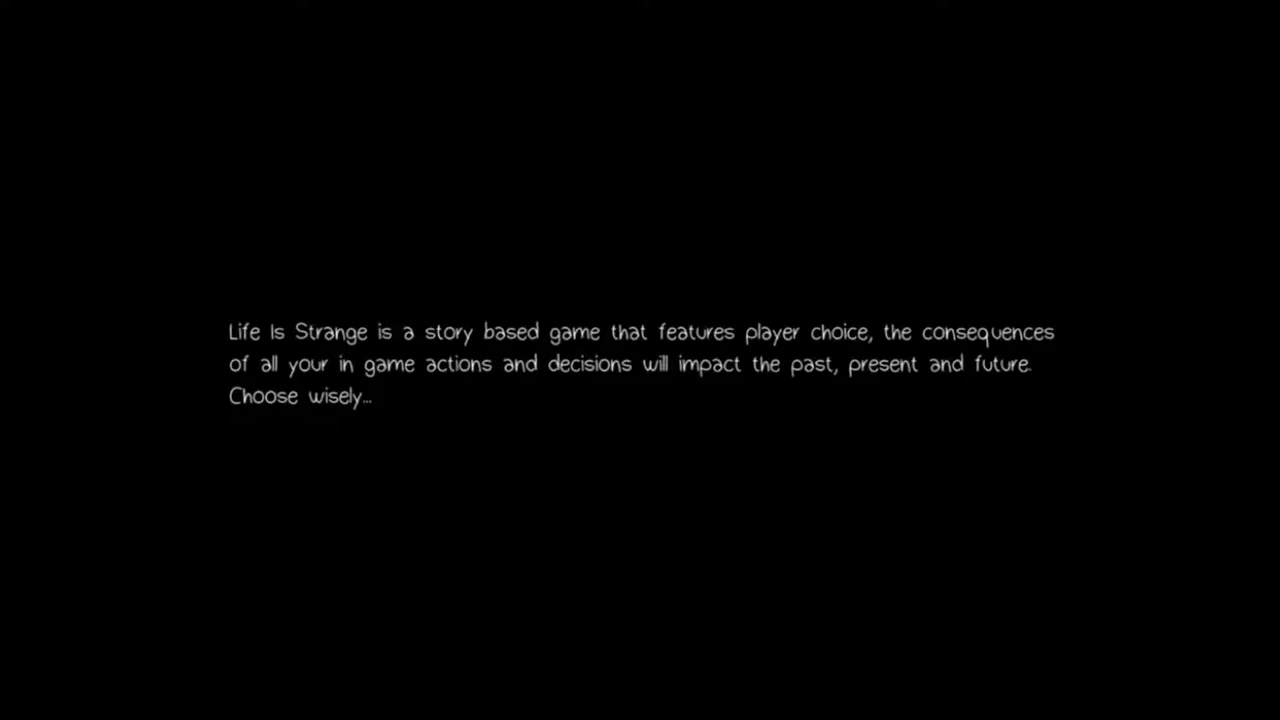 Life Is Strange is a story based game that features player choice, the consequences
of all your in game actions and decisions will impact the past, present and future.
Choose wisely...